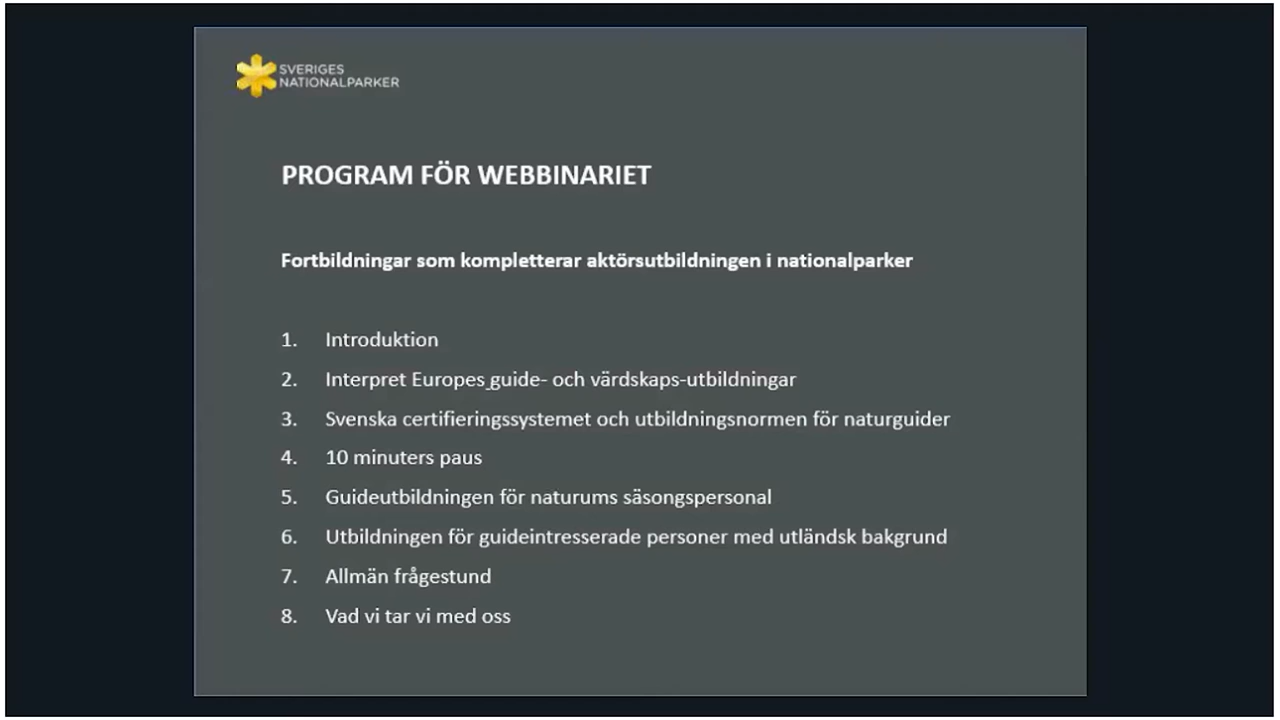 SVERIGES
NATIONALPARKER
PROGRAM FÖR WEBBINARIET
Fortbildningar som kompletterar aktörsutbildningen i nationalparker
1. Introduktion
2. Interpret Europes guide- och värdskaps-utbildningar
3. Svenska certifieringssystemet och utbildningsnormen för naturguider
4. 10 minuters paus
5. Guideutbildningen för naturums säsongspersonal
6. Utbildningen för guideintresserade personer med utländsk bakgrund
7. Allmän frågestund
8. Vad vi tar vi med oss